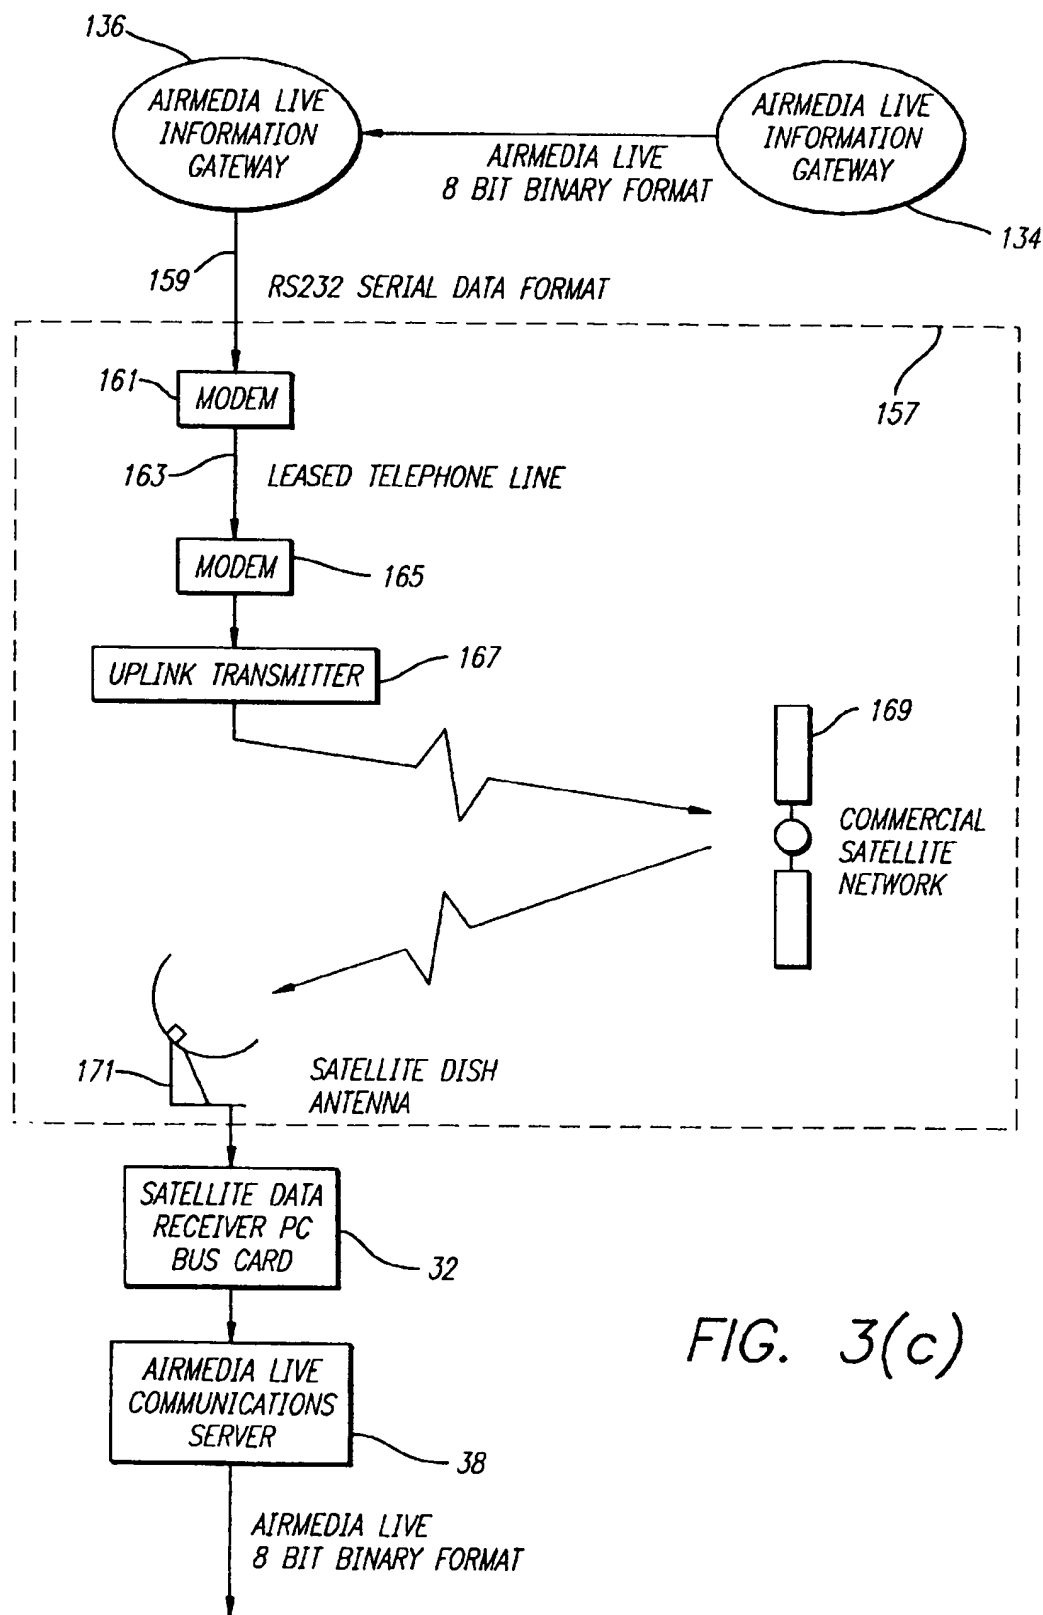 136
AIRMEDIA LIVE
INFORMATION
GATEWAY
AIRMEDIA LIVE
INFORMATION
GATEWAY
AIRMEDIA LIVE
8 BIT BINARY FORMAT
134
159
RS232 SERIAL DATA FORMAT
161
MODEM
157
163
LEASED TELEPHONE LINE
MODEM
165
UPLINK TRANSMITTER
167
169
COMMERCIAL
SATELLITE
NETWORK
171
SATELLITE DISH
ANTENNA
SATELLITE DATA
RECEIVER PC
BUS CARD
32
AIRMEDIA LIVE
COMMUNICATIONS
SERVER
38
FIG. 3(c)
AIRMEDIA LIVE
8 BIT BINARY FORMAT